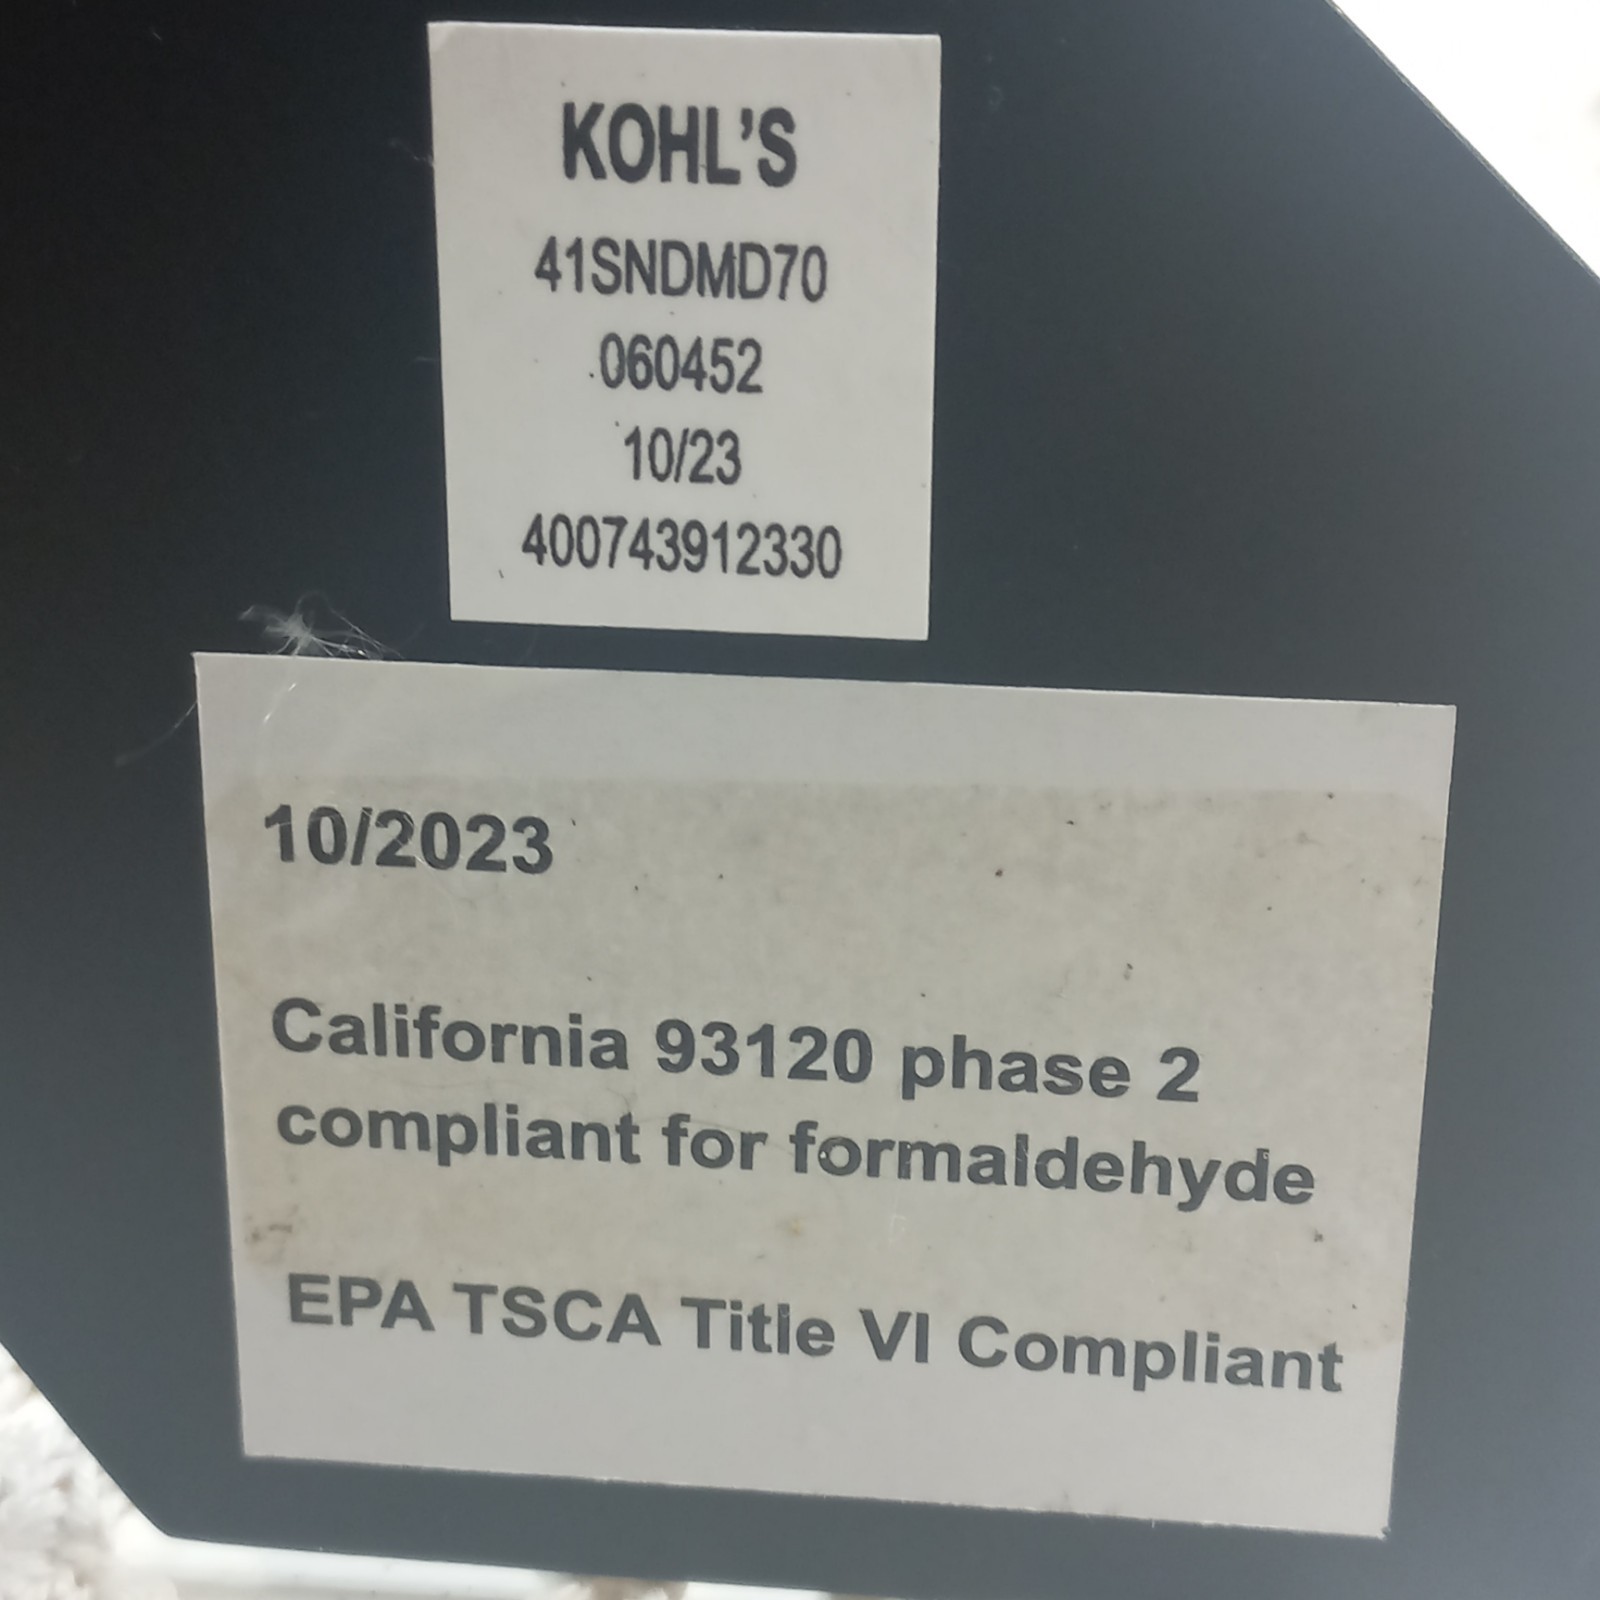 KOHL'S
41SNDMD70
060452
10/23
400743912330
10/2023
California 93120 phase 2
compliant for formaldehyde
EPA TSCA Title VI Compliant